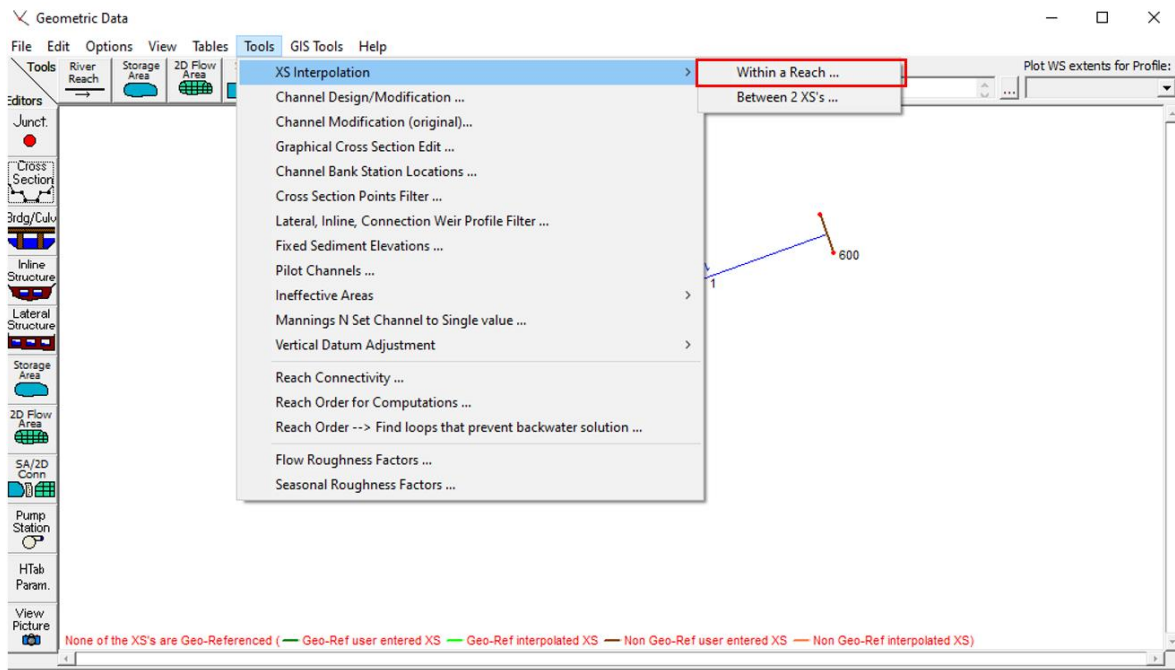 Geometric Data
File Edit Options View Tables Tools GIS Tools Help
Tools
Editors
River Reach
Storage Area
2D Flow Area
Plot WS extents for Profile:
...
XS Interpolation
Channel Design/Modification ...
Channel Modification (original)...
Graphical Cross Section Edit ...
Channel Bank Station Locations ...
Cross Section Points Filter ...
Lateral, Inline, Connection Weir Profile Filter ...
Fixed Sediment Elevations ...
Pilot Channels ...
Ineffective Areas
Mannings N Set Channel to Single value ...
Vertical Datum Adjustment
Reach Connectivity ...
Reach Order for Computations ...
Reach Order --> Find loops that prevent backwater solution ...
Flow Roughness Factors ...
Seasonal Roughness Factors ...
Within a Reach ...
Between 2 XS's ...
Junct.
Cross
Section
Brdg/Culv
Inline
Structure
Lateral
Structure
Storage
Area
2D Flow
Area
SA/2D
Conn
Pump
Station
HTab
Param.
View
Picture
600
1
None of the XS's are Geo-Referenced ( Geo-Ref user entered XS Geo-Ref interpolated XS Non Geo-Ref user entered XS Non Geo-Ref interpolated XS)